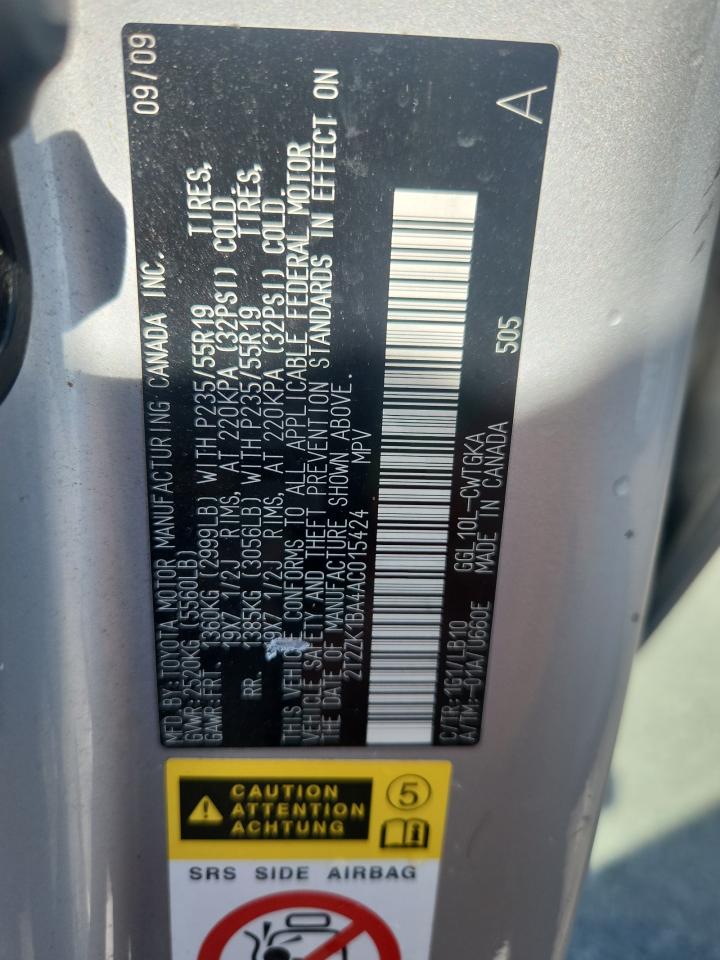 MFD BY: TOYOTA MOTOR MANUFACTURING CANADA INC. 09/09
GVWR: 2520KG (5560LB)
GAWR: FRT. 1360KG (2999LB) WITH P235/55R19 TIRES,
19X7 1/2J RIMS, AT 220KPA (32PSI) COLD.
RR. 1385KG (3056LB) WITH P235/55R19 TIRES,
19X7 1/2J RIMS, AT 220KPA (32PSI) COLD.
THIS VEHICLE CONFORMS TO ALL APPLICABLE FEDERAL MOTOR
VEHICLE SAFETY AND THEFT PREVENTION STANDARDS IN EFFECT ON
THE DATE OF MANUFACTURE SHOWN ABOVE.
2T2ZK1BA4AC015424 MPV
C/TR: 1G1/LB10 GGL10L-CWTGKA 505
A/TM: -01A/U660E MADE IN CANADA A
CAUTION
ATTENTION
ACHTUNG
5
SRS SIDE AIRBAG